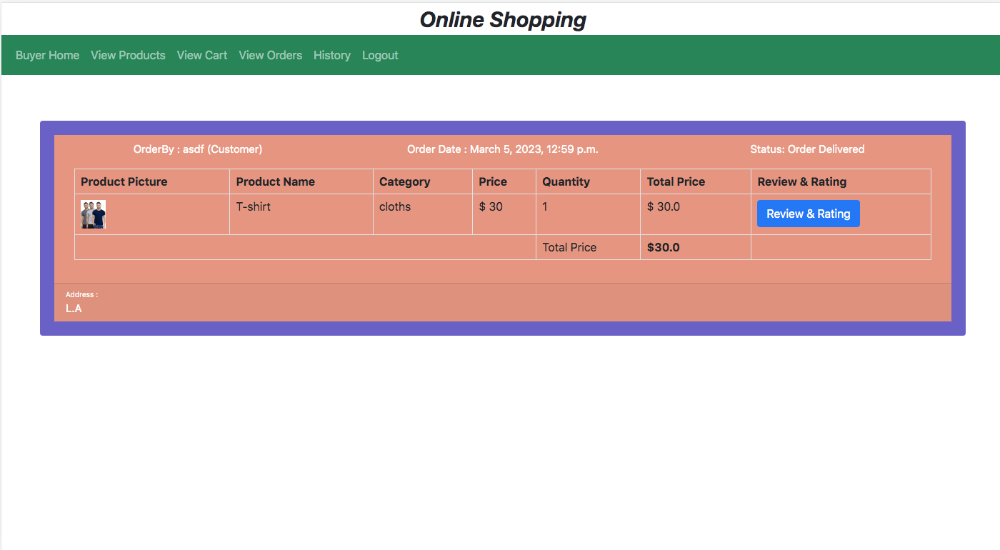 Online Shopping
Buyer Home View Products View Cart View Orders History Logout
OrderBy : asdf (Customer) Order Date : March 5, 2023, 12:59 p.m. Status: Order Delivered
Product Picture Product Name Category Price Quantity Total Price Review & Rating
T-shirt cloths $ 30 1 $ 30.0 Review & Rating
Total Price $30.0
Address :
L.A